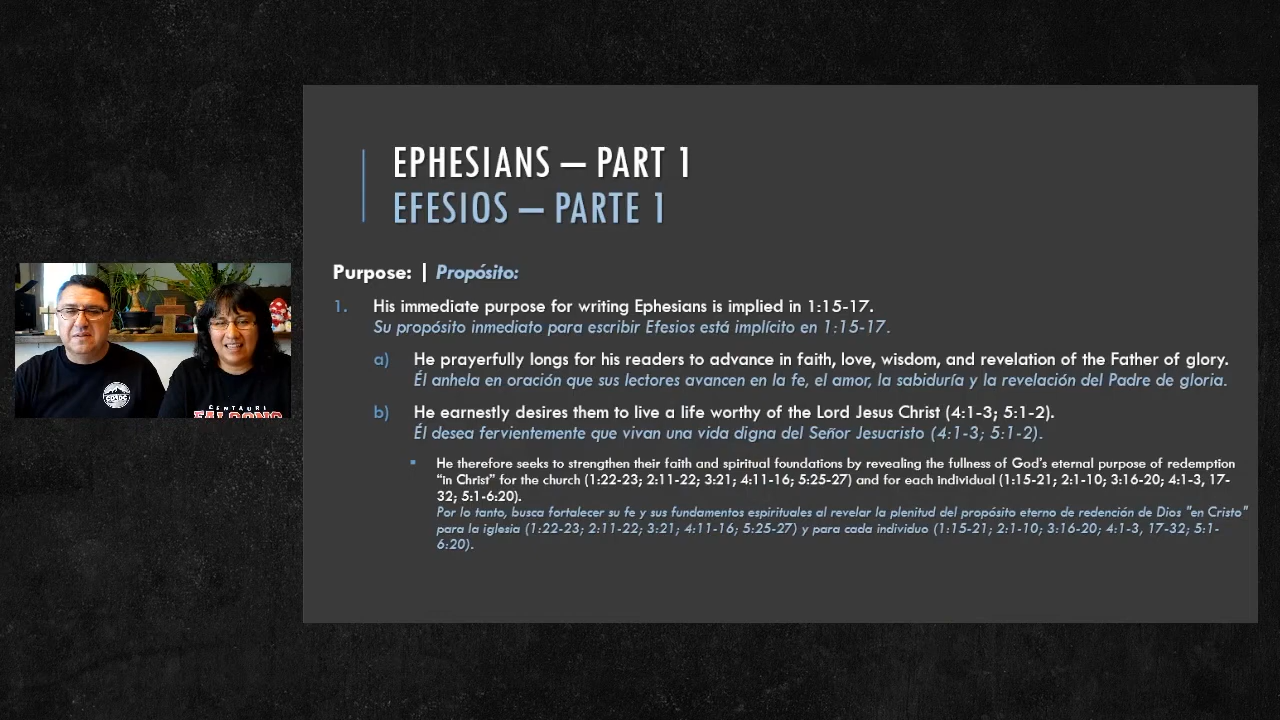 EPHESIANS – PART 1
EFESIOS – PARTE 1
Purpose: | Propósito:
1. His immediate purpose for writing Ephesians is implied in 1:15-17.
Su propósito inmediato para escribir Efesios está implícito en 1:15-17.
a) He prayerfully longs for his readers to advance in faith, love, wisdom, and revelation of the Father of glory.
Él anhela en oración que sus lectores avancen en la fe, el amor, la sabiduría y la revelación del Padre de gloria.
b) He earnestly desires them to live a life worthy of the Lord Jesus Christ (4:1-3; 5:1-2).
Él desea fervientemente que vivan una vida digna del Señor Jesucristo (4:1-3; 5:1-2).
▪ He therefore seeks to strengthen their faith and spiritual foundations by revealing the fullness of God's eternal purpose of redemption
“in Christ” for the church (1:22-23; 2:11-22; 3:21; 4:11-16; 5:25-27) and for each individual (1:15-21; 2:1-10; 3:16-20; 4:1-3, 17-
32; 5:1-6:20).
Por lo tanto, busca fortalecer su fe y sus fundamentos espirituales al revelar la plenitud del propósito eterno de redención de Dios "en Cristo"
para la iglesia (1:22-23; 2:11-22; 3:21; 4:11-16; 5:25-27) y para cada individuo (1:15-21; 2:1-10; 3:16-20; 4:1-3, 17-32; 5:1-
6:20).
CENTAURI
FALCONS